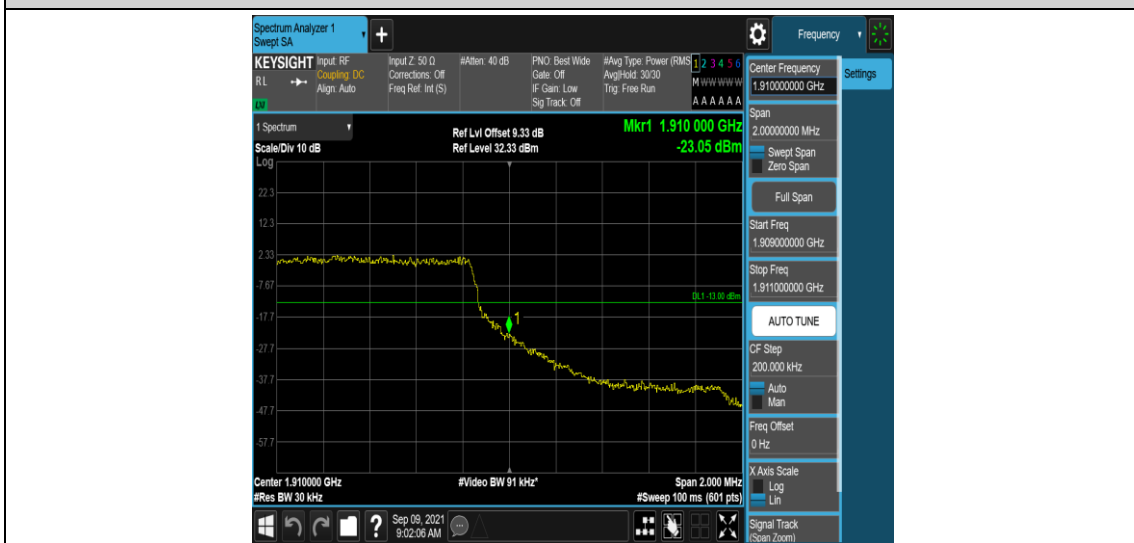 Spectrum Analyzer 1
Swept SA
+
Frequency
KEYSIGHT
Input: RF
Input Z: 50 Ω
#Atten: 40 dB
PNO: Best Wide
#Avg Type: Power (RMS
1 2 3 4 5 6
RL
Coupling: DC
Corrections: Off
Gate: Off
Avg|Hold: 30/30
M W W W W W
Align: Auto
Freq Ref: Int (S)
IF Gain: Low
Trig: Free Run
Sig Track: Off
A A A A A A
1 Spectrum
Ref Lvl Offset 9.33 dB
Mkr1 1.910 000 GHz
Scale/Div 10 dB
Ref Level 32.33 dBm
-23.05 dBm
Log
22.3
12.3
2.33
-7.67
DL1 -13.00 dBm
-17.7
1
-27.7
-37.7
-47.7
-57.7
Center 1.910000 GHz
#Video BW 91 kHz*
Span 2.000 MHz
#Res BW 30 kHz
#Sweep 100 ms (601 pts)
?
Sep 09, 2021
9:02:06 AM
Center Frequency
1.910000000 GHz
Settings
Span
2.00000000 MHz
Swept Span
Zero Span
Full Span
Start Freq
1.909000000 GHz
Stop Freq
1.911000000 GHz
AUTO TUNE
CF Step
200.000 kHz
Auto
Man
Freq Offset
0 Hz
X Axis Scale
Log
Lin
Signal Track
(Span Zoom)